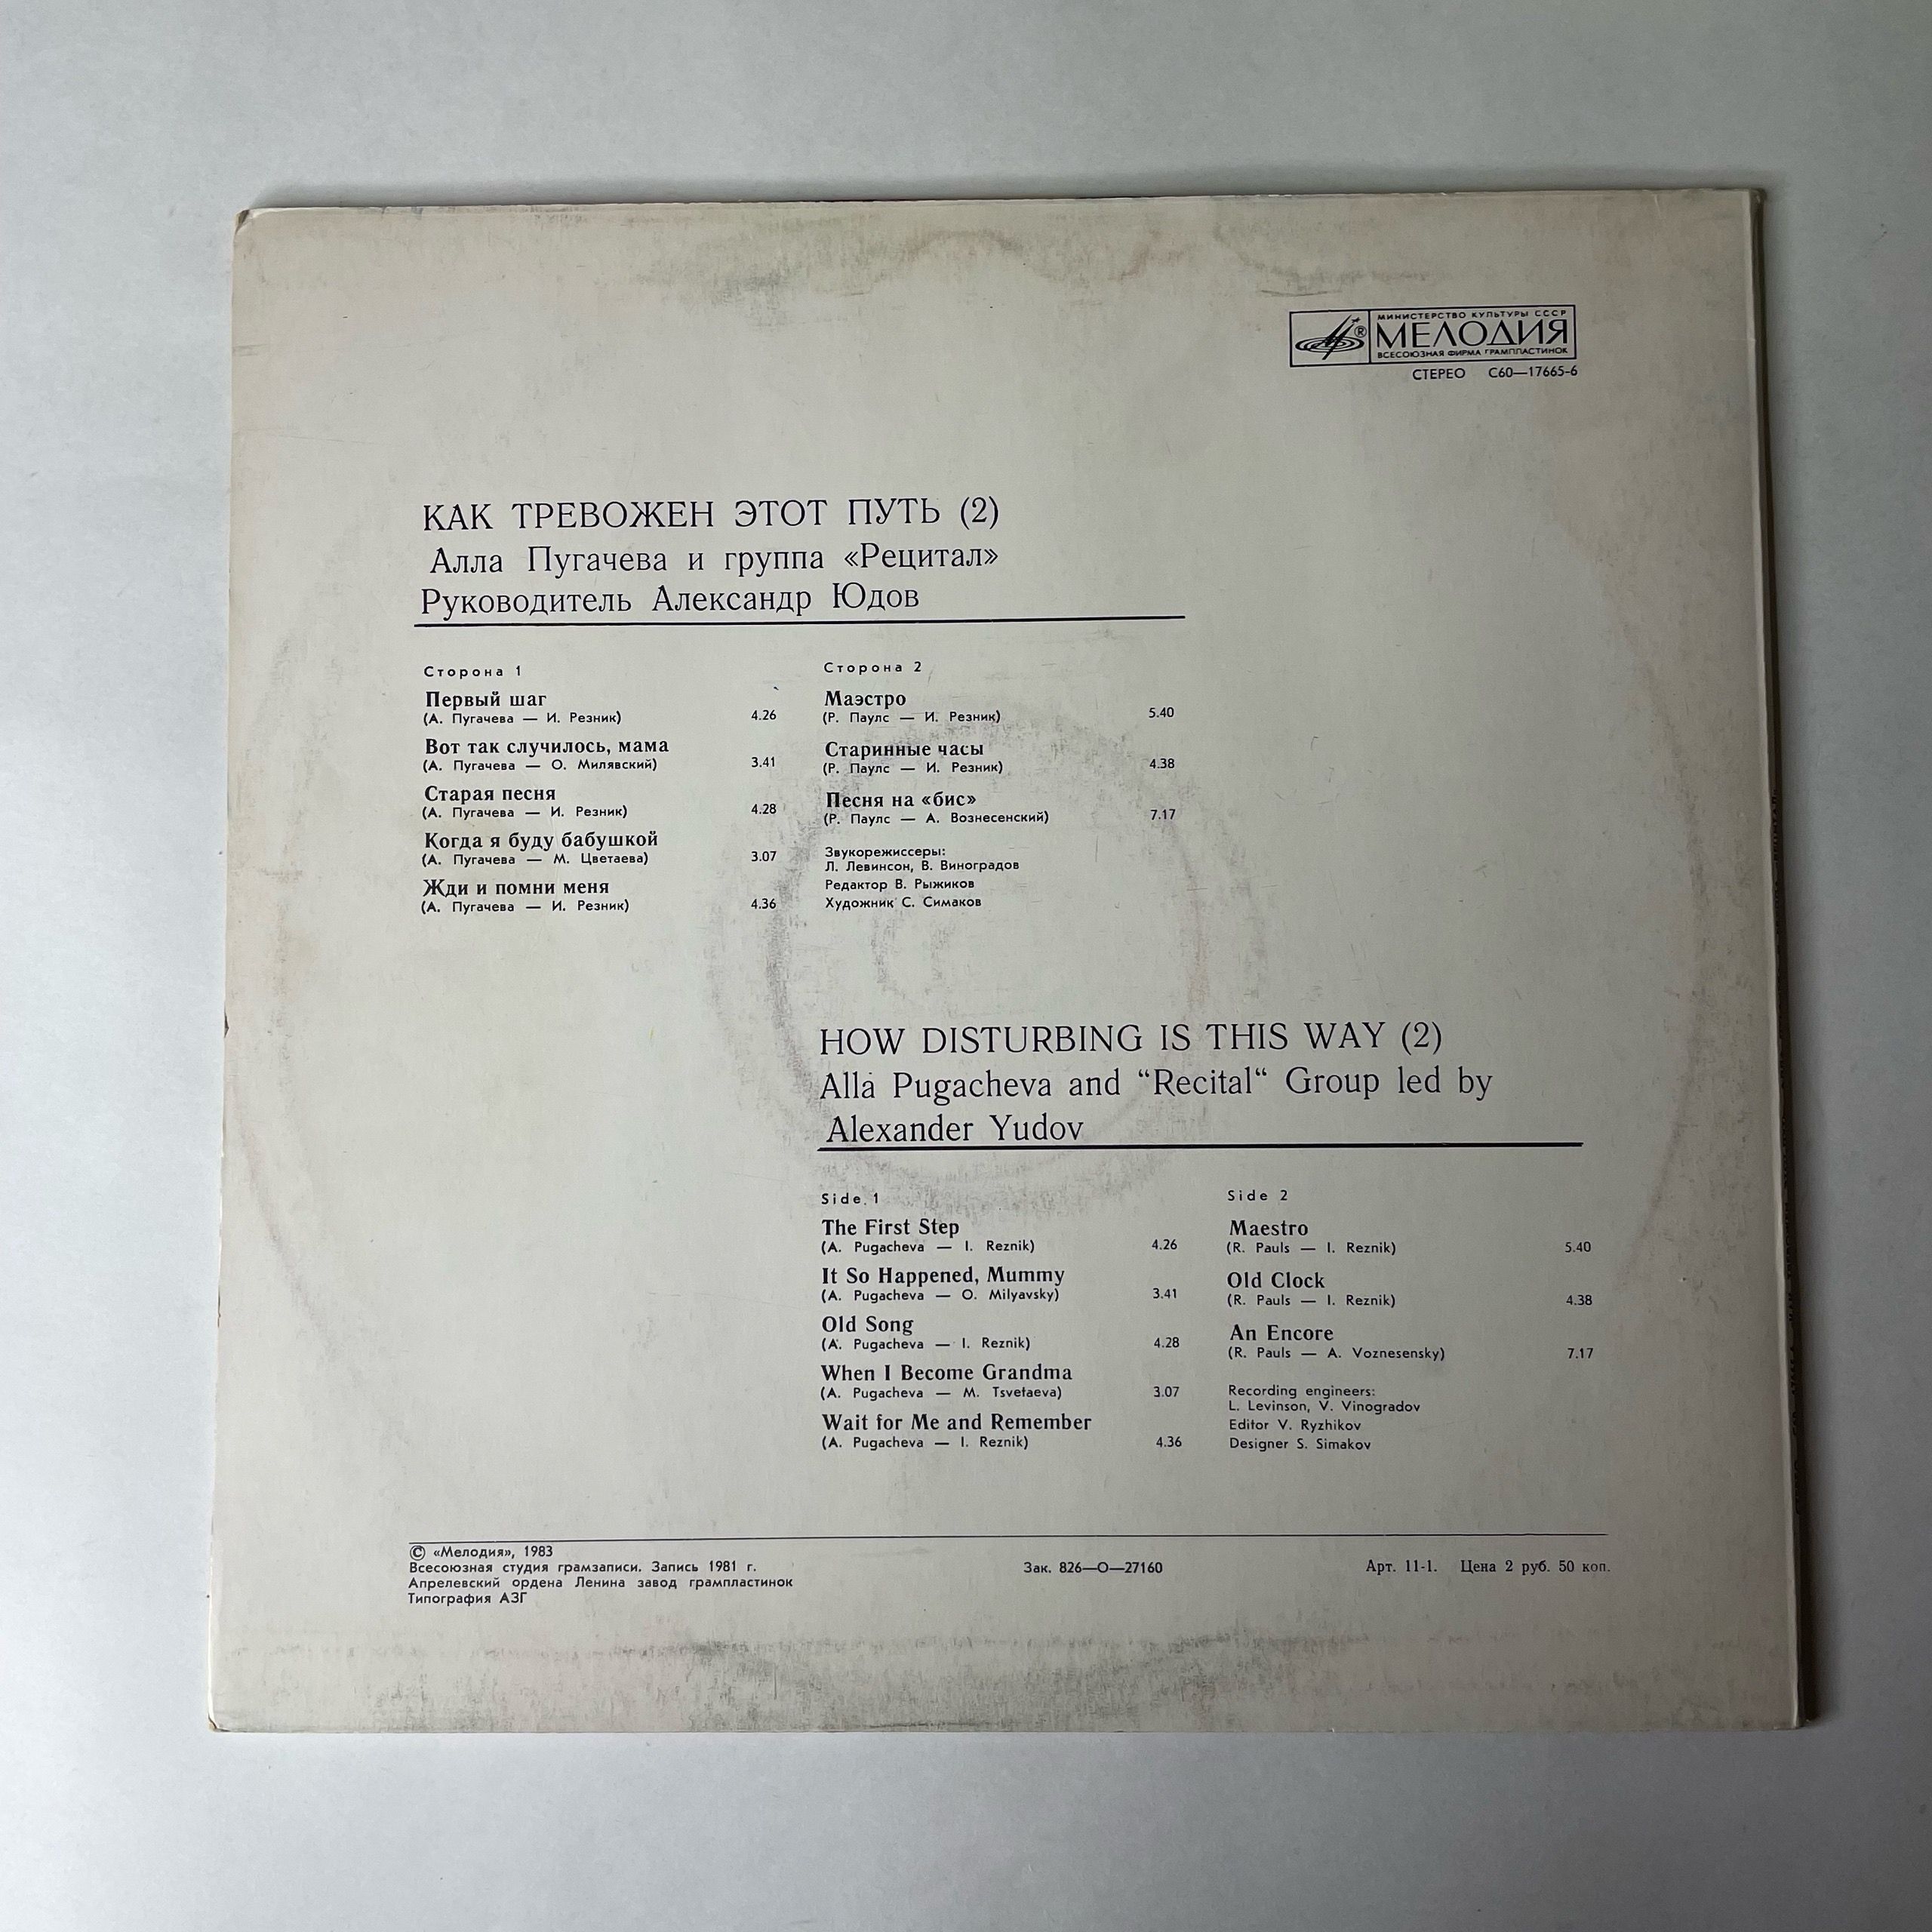 МИНИСТЕРСТВО КУЛЬТУРЫ СССР
МЕЛОДИЯ
ВСЕСОЮЗНАЯ ФИРМА ГРАМПЛАСТИНОК
СТЕРЕО С60—17665-6
КАК ТРЕВОЖЕН ЭТОТ ПУТЬ (2)
Алла Пугачева и группа «Рецитал»
Руководитель Александр Юдов
Сторона 1
Первый шаг
(А. Пугачева — И. Резник) 4.26
Вот так случилось, мама
(А. Пугачева — О. Милявский) 3.41
Старая песня
(А. Пугачева — И. Резник) 4.28
Когда я буду бабушкой
(А. Пугачева — М. Цветаева) 3.07
Жди и помни меня
(А. Пугачева — И. Резник) 4.36
Сторона 2
Маэстро
(Р. Паулс — И. Резник) 5.40
Старинные часы
(Р. Паулс — И. Резник) 4.38
Песня на «бис»
(Р. Паулс — А. Вознесенский) 7.17
Звукорежиссеры:
Л. Левинсон, В. Виноградов
Редактор В. Рыжиков
Художник С. Симаков
HOW DISTURBING IS THIS WAY (2)
Alla Pugacheva and “Recital“ Group led by
Alexander Yudov
Side 1
The First Step
(A. Pugacheva — I. Reznik) 4.26
It So Happened, Mummy
(A. Pugacheva — O. Milyavsky) 3.41
Old Song
(A. Pugacheva — I. Reznik) 4.28
When I Become Grandma
(A. Pugacheva — M. Tsvetaeva) 3.07
Wait for Me and Remember
(A. Pugacheva — I. Reznik) 4.36
Side 2
Maestro
(R. Pauls — I. Reznik) 5.40
Old Clock
(R. Pauls — I. Reznik) 4.38
An Encore
(R. Pauls — A. Voznesensky) 7.17
Recording engineers:
L. Levinson, V. Vinogradov
Editor V. Ryzhikov
Designer S. Simakov
© «Мелодия», 1983
Всесоюзная студия грамзаписи. Запись 1981 г.
Апрелевский ордена Ленина завод грампластинок
Типография АЗГ
Зак. 826—О—27160
Арт. 11-1. Цена 2 руб. 50 коп.